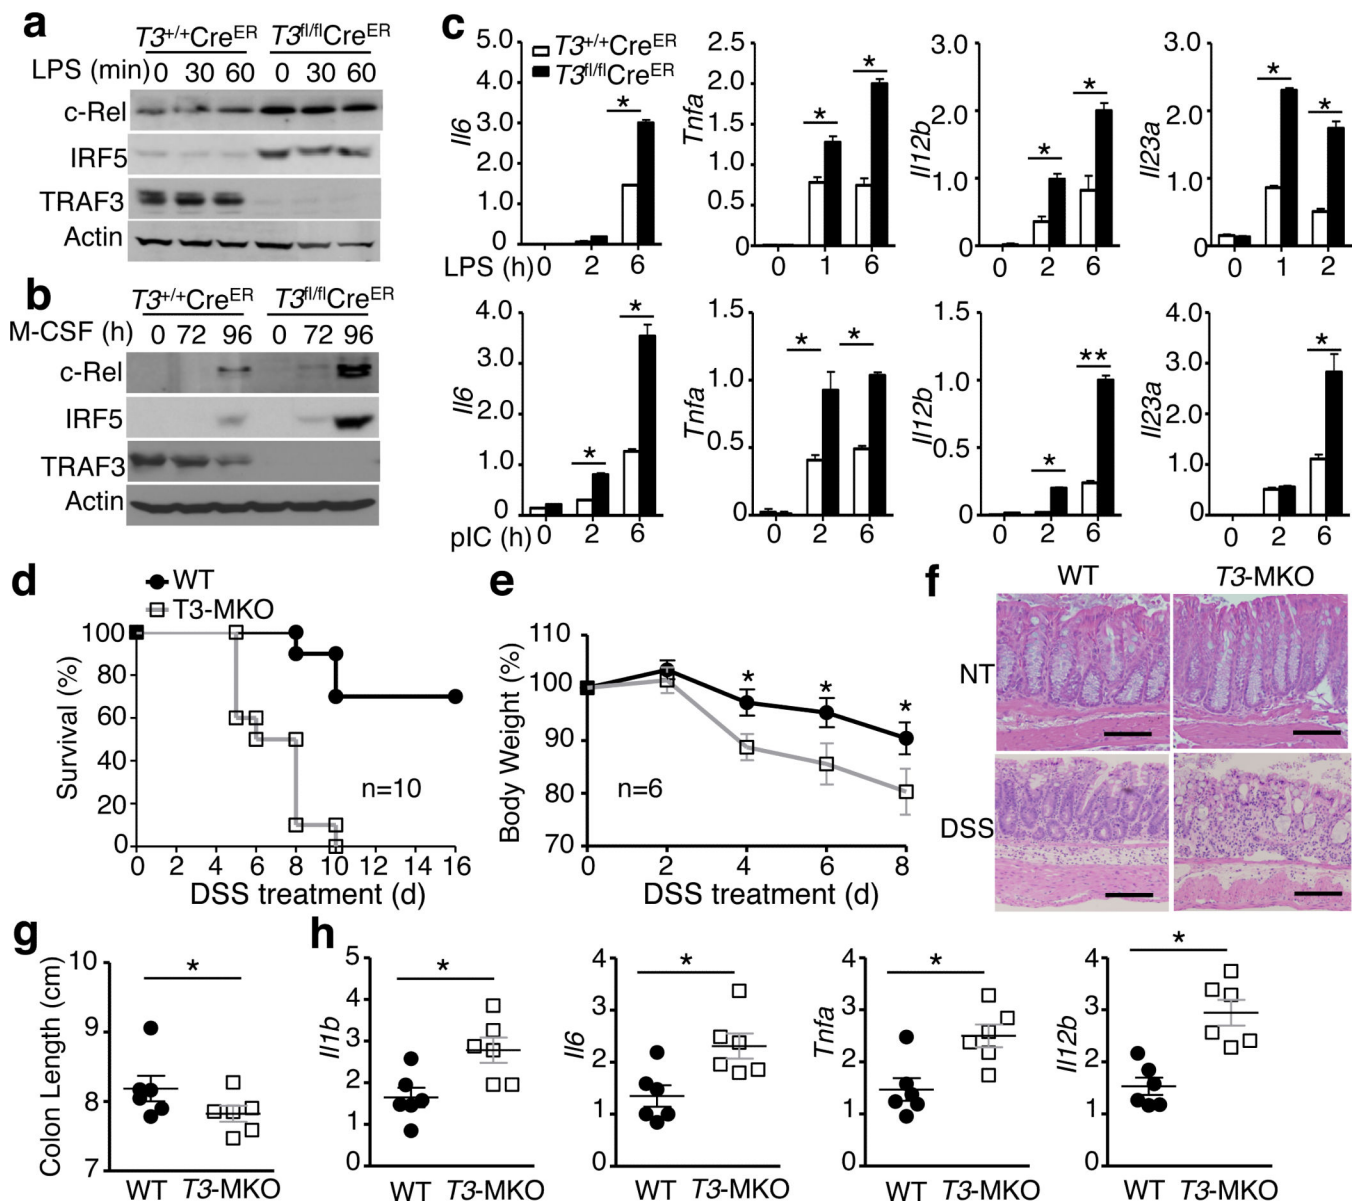 a
T3+/+CreER T3fl/flCreER
LPS (min) 0 30 60 0 30 60
c-Rel
IRF5
TRAF3
Actin
b
T3+/+CreER T3fl/flCreER
M-CSF (h) 0 72 96 0 72 96
c-Rel
IRF5
TRAF3
Actin
c
T3+/+CreER
T3fl/flCreER
Il6
5.0
4.0
3.0
2.0
1.0
0
*
LPS (h) 0 2 6
Tnfa
2.5
2.0
1.5
1.0
0.5
0
* *
0 1 6
Il12b
3.0
2.0
1.0
0
* *
0 2 6
Il23a
3.0
2.0
1.0
0
* *
0 1 2
Il6
4.0
3.0
2.0
1.0
0
* *
pIC (h) 0 2 6
Tnfa
1.5
1.0
0.5
0
* *
0 2 6
Il12b
1.5
1.0
0.5
0
* **
0 2 6
Il23a
4.0
3.0
2.0
1.0
0
*
0 2 6
d
WT
T3-MKO
Survival (%)
100
80
60
40
20
0
n=10
0 2 4 6 8 10 12 14 16
DSS treatment (d)
e
Body Weight (%)
110
100
90
80
70
* * *
n=6
0 2 4 6 8
DSS treatment (d)
f
WT T3-MKO
NT
DSS
g
Colon Length (cm)
10
9
8
7
*
WT T3-MKO
h
Il1b
5
4
3
2
1
0
*
WT T3-MKO
Il6
4
3
2
1
0
*
WT T3-MKO
Tnfa
4
3
2
1
0
*
WT T3-MKO
Il12b
4
3
2
1
0
*
WT T3-MKO